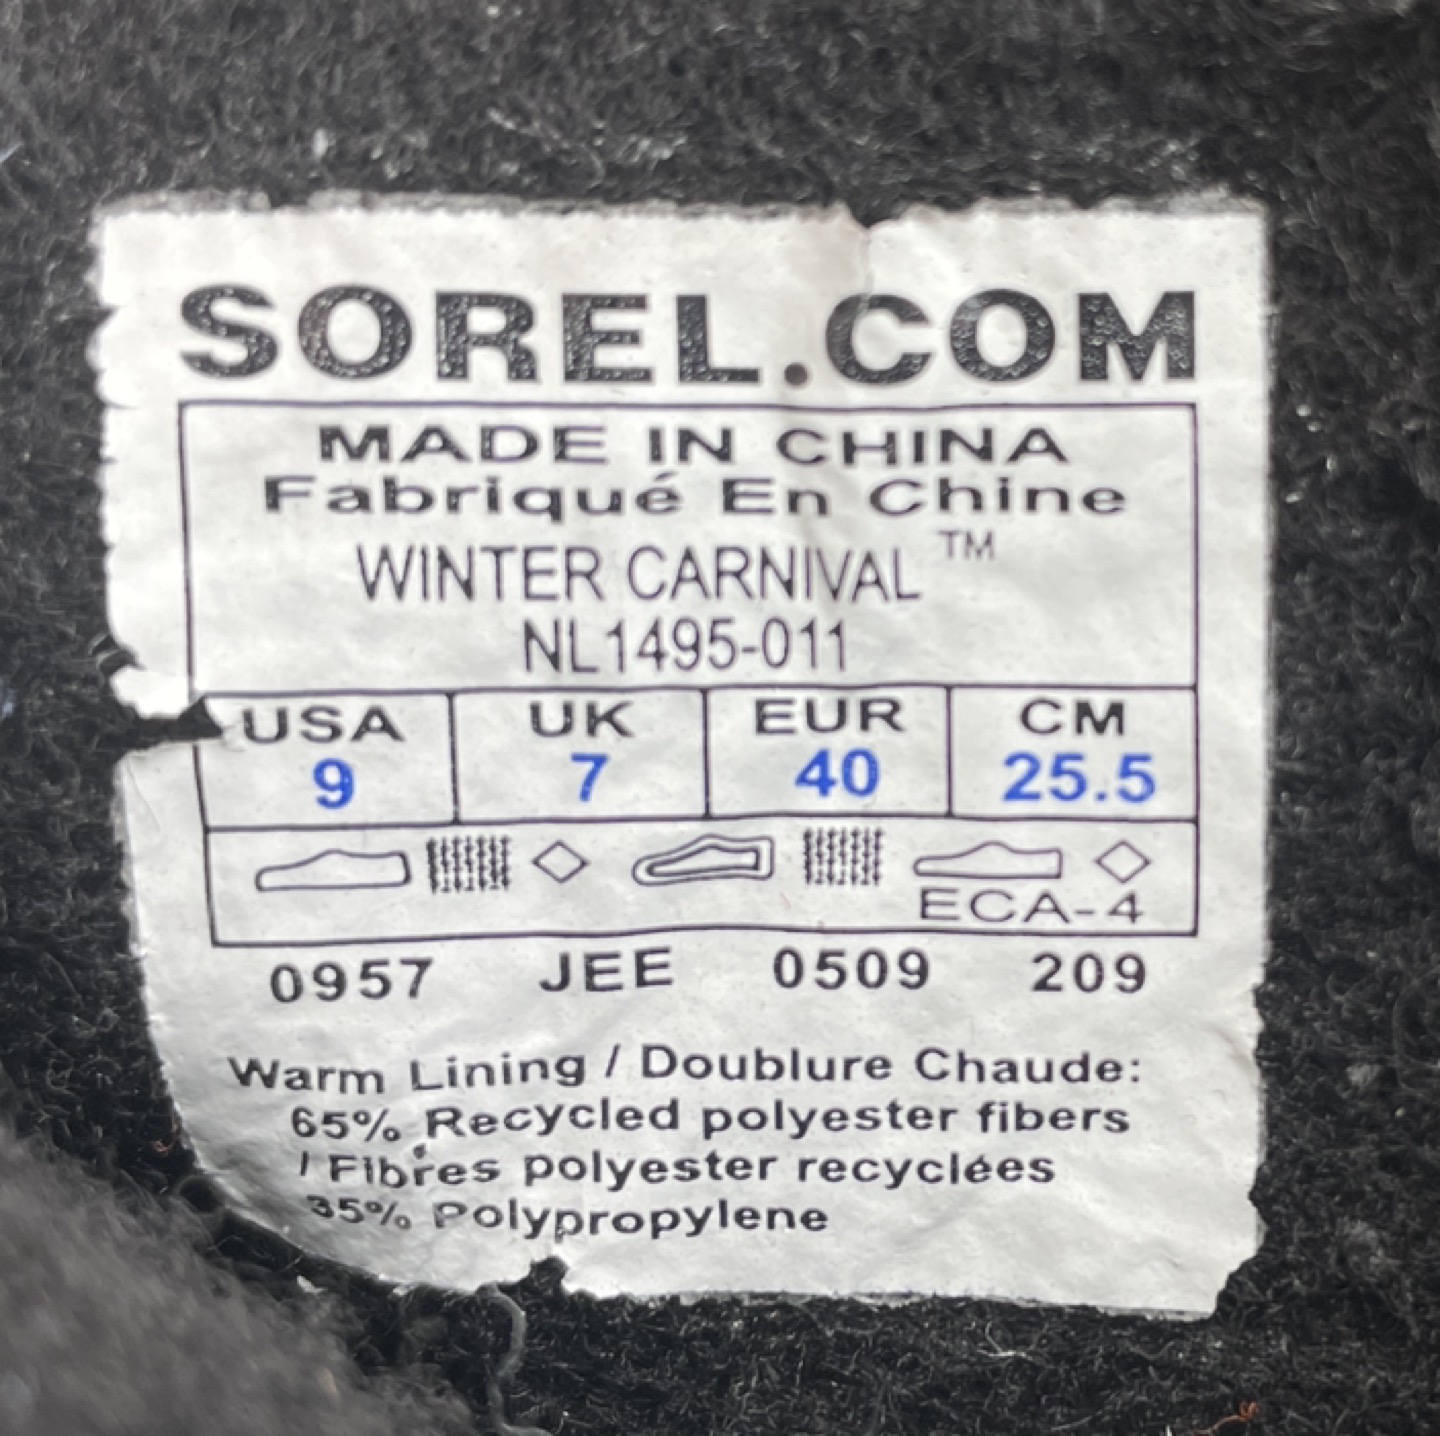 SOREL.COM
MADE IN CHINA
Fabriqué En Chine
WINTER CARNIVAL™
NL1495-011
USA UK EUR CM
9 7 40 25.5
ECA-4
0957 JEE 0509 209
Warm Lining / Doublure Chaude:
65% Recycled polyester fibers
/ Fibres polyester recyclées
35% Polypropylene